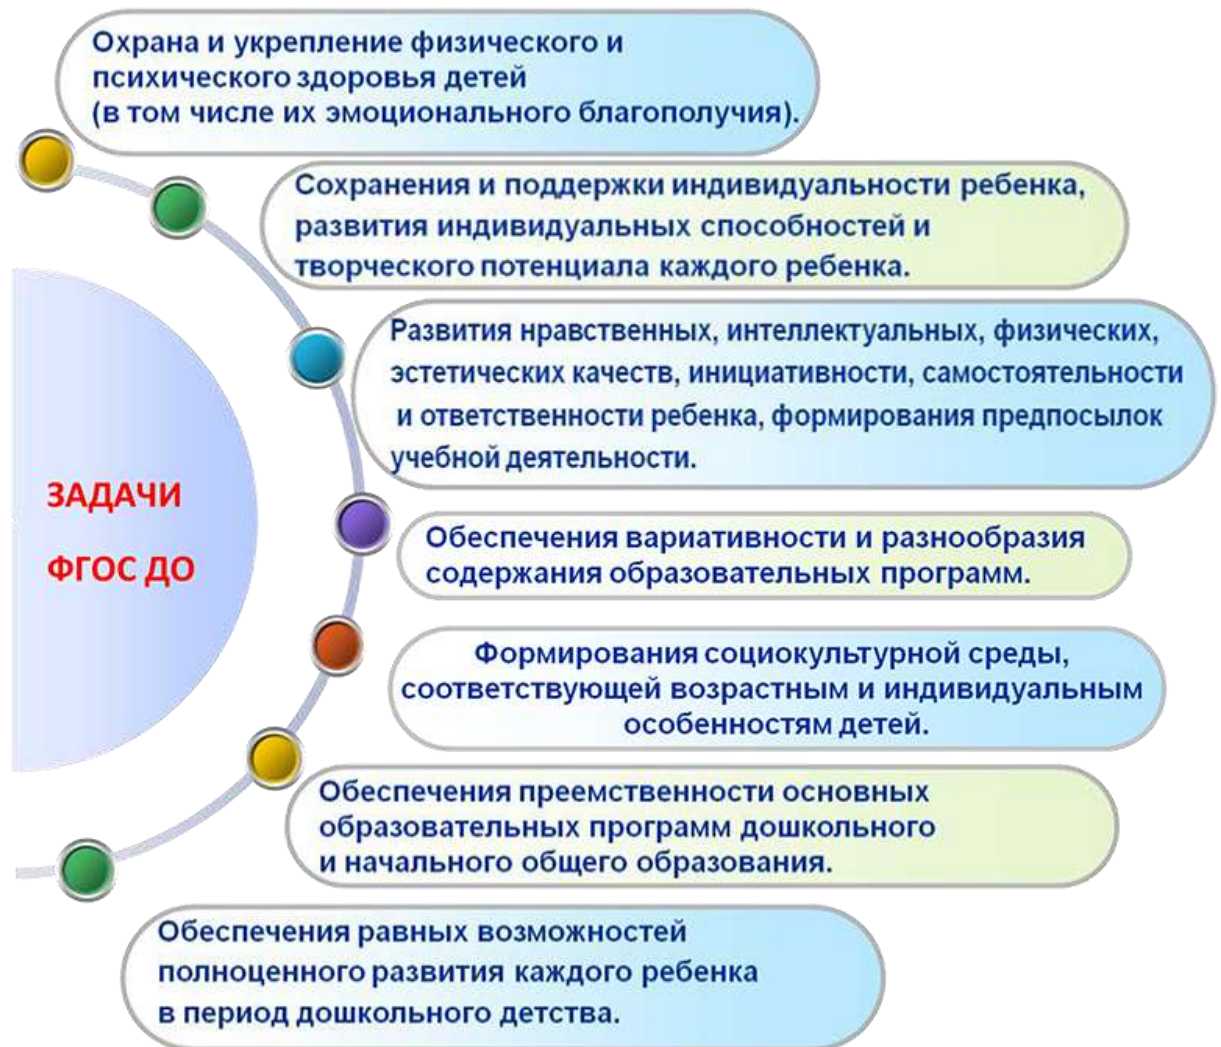 Охрана и укрепление физического и
психического здоровья детей
(в том числе их эмоционального благополучия).
Сохранения и поддержки индивидуальности ребенка,
развития индивидуальных способностей и
творческого потенциала каждого ребенка.
Развития нравственных, интеллектуальных, физических,
эстетических качеств, инициативности, самостоятельности
и ответственности ребенка, формирования предпосылок
учебной деятельности.
ЗАДАЧИ
ФГОС ДО
Обеспечения вариативности и разнообразия
содержания образовательных программ.
Формирования социокультурной среды,
соответствующей возрастным и индивидуальным
особенностям детей.
Обеспечения преемственности основных
образовательных программ дошкольного
и начального общего образования.
Обеспечения равных возможностей
полноценного развития каждого ребенка
в период дошкольного детства.